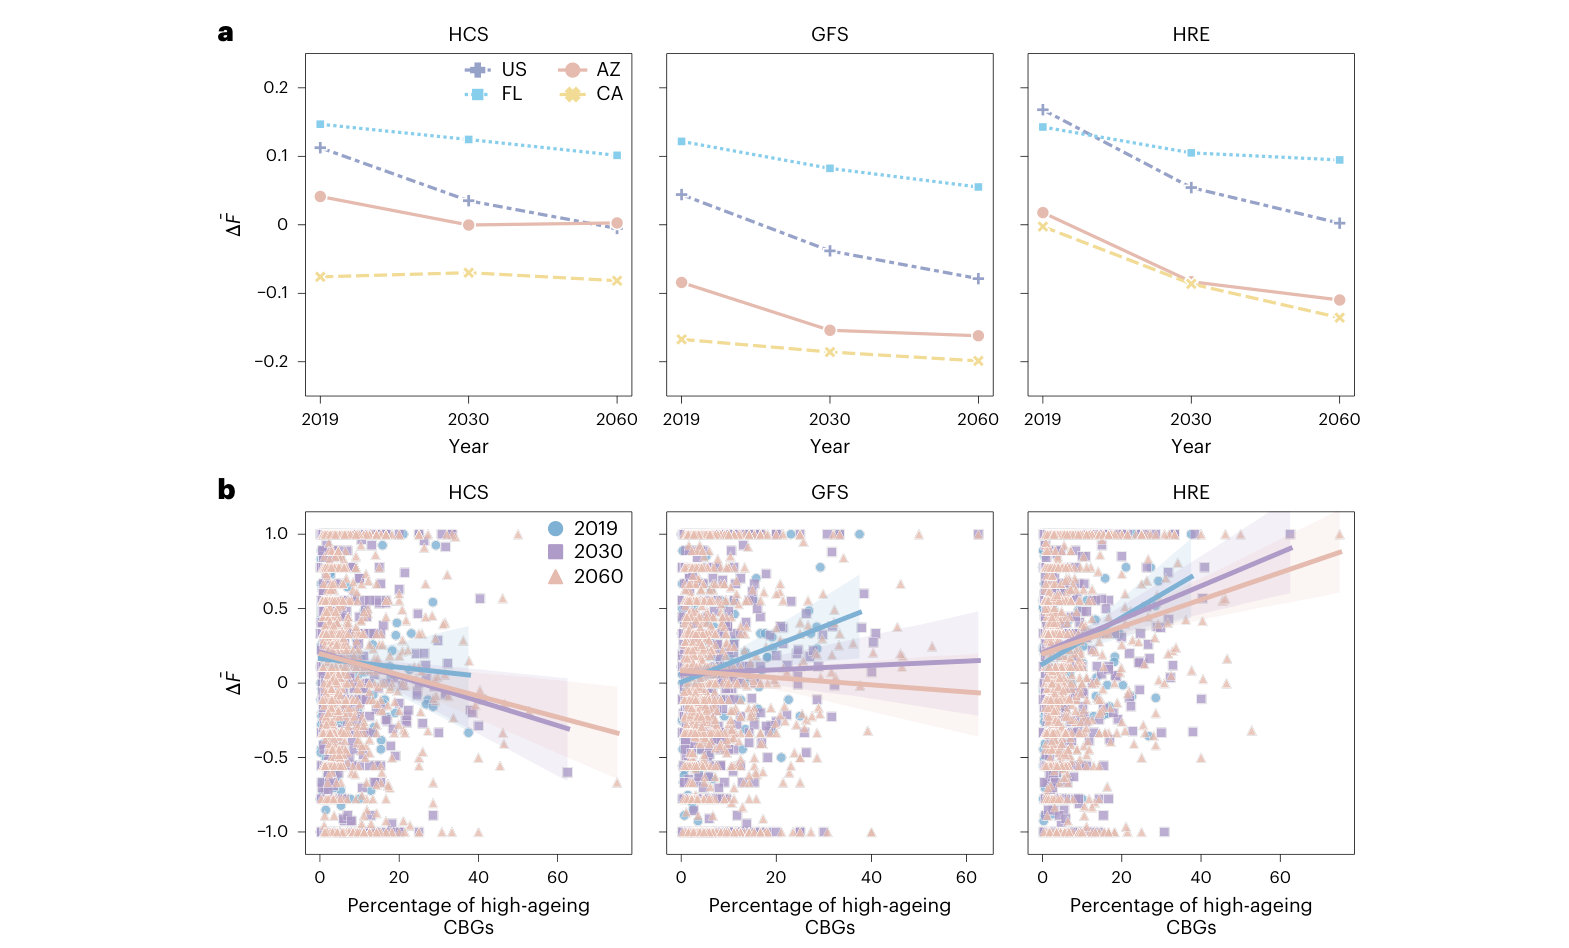 a
HCS GFS HRE
US AZ
FL CA
0.2
0.1
0
−0.1
−0.2
ΔF̄
2019 2030 2060 2019 2030 2060 2019 2030 2060
Year Year Year
b
HCS GFS HRE
2019
2030
2060
1.0
0.5
0
−0.5
−1.0
ΔF̄
0 20 40 60 0 20 40 60 0 20 40 60
Percentage of high-ageing Percentage of high-ageing Percentage of high-ageing
CBGs CBGs CBGs